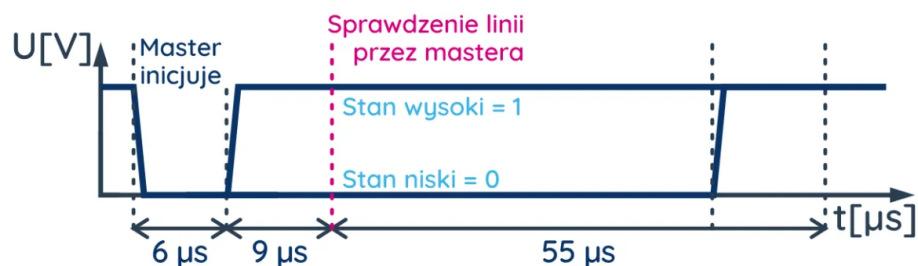 Sprawdzenie linii
przez mastera
U[V]
Master
inicjuje
Stan wysoki = 1
Stan niski = 0
t[µs]
6 µs
9 µs
55 µs